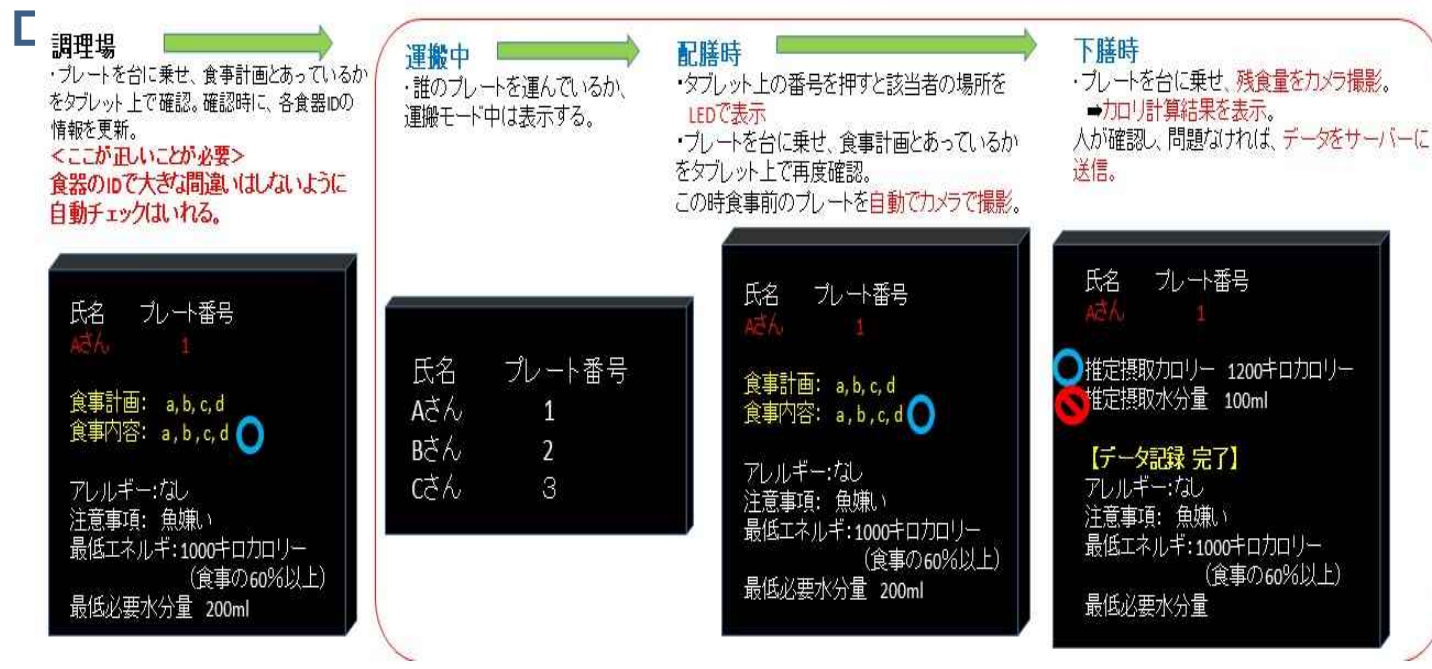 調理場
・プレートを台に乗せ、食事計画とあっているか
をタブレット上で確認。確認時に、各食器IDの
情報を更新。
<ここが正しいことが必要>
食器のIDで大きな間違いはしないように
自動チェックはいれる。
氏名 プレート番号
Aさん 1
食事計画: a,b,c,d
食事内容: a,b,c,d
アレルギー:なし
注意事項: 魚嫌い
最低エネルギ:1000キロカロリー
(食事の60%以上)
最低必要水分量 200ml
運搬中
・誰のプレートを運んでいるか、
運搬モード中は表示する。
氏名 プレート番号
Aさん 1
Bさん 2
Cさん 3
配膳時
・タブレット上の番号を押すと該当者の場所を
LEDで表示
・プレートを台に乗せ、食事計画とあっているか
をタブレット上で再度確認。
この時食事前のプレートを自動でカメラで撮影。
氏名 プレート番号
Aさん 1
食事計画: a,b,c,d
食事内容: a,b,c,d
アレルギー:なし
注意事項: 魚嫌い
最低エネルギ:1000キロカロリー
(食事の60%以上)
最低必要水分量 200ml
下膳時
・プレートを台に乗せ、残食量をカメラ撮影。
➡カロリ計算結果を表示。
人が確認し、問題なければ、データをサーバーに
送信。
氏名 プレート番号
Aさん 1
推定摂取カロリー 1200キロカロリー
推定摂取水分量 100ml
【データ記録 完了】
アレルギー:なし
注意事項: 魚嫌い
最低エネルギ:1000キロカロリー
(食事の60%以上)
最低必要水分量